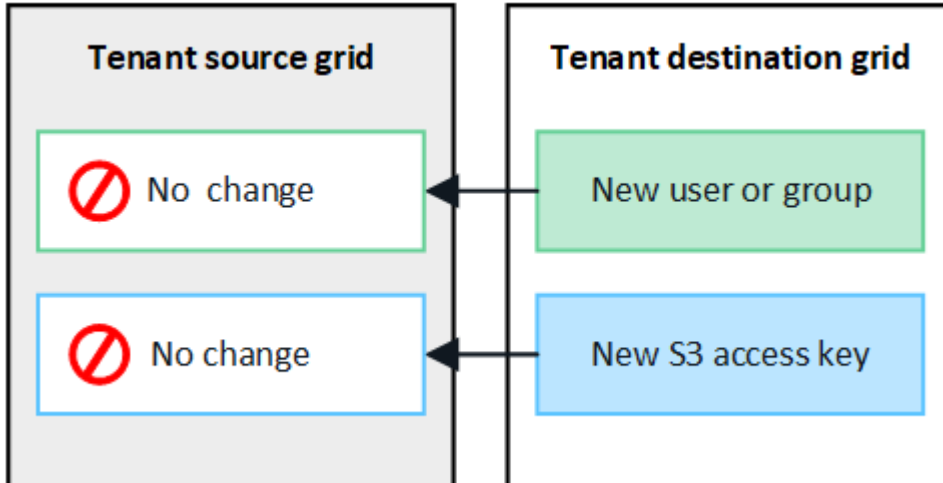 Tenant source grid
No change
No change
Tenant destination grid
New user or group
New S3 access key